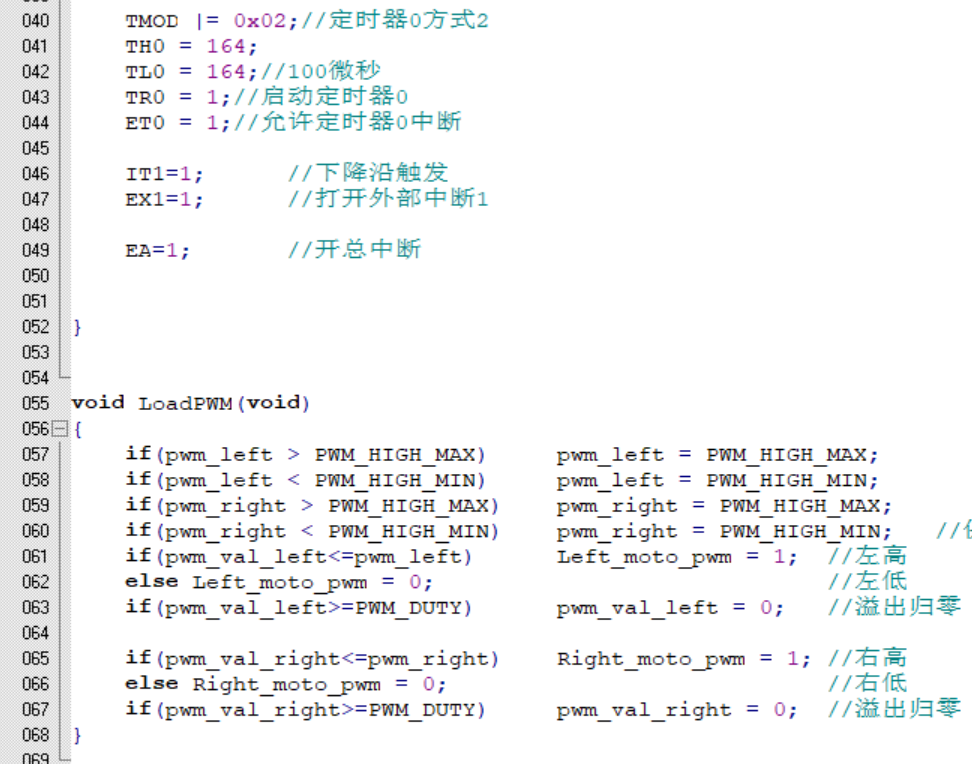 040 TMOD |= 0x02;//定时器0方式2
041 TH0 = 164;
042 TL0 = 164;//100微秒
043 TR0 = 1;//启动定时器0
044 ET0 = 1;//允许定时器0中断
045
046 IT1=1; //下降沿触发
047 EX1=1; //打开外部中断1
048
049 EA=1; //开总中断
050
051
052 }
053
054
055 void LoadPWM(void)
056 {
057 if(pwm_left > PWM_HIGH_MAX) pwm_left = PWM_HIGH_MAX;
058 if(pwm_left < PWM_HIGH_MIN) pwm_left = PWM_HIGH_MIN;
059 if(pwm_right > PWM_HIGH_MAX) pwm_right = PWM_HIGH_MAX;
060 if(pwm_right < PWM_HIGH_MIN) pwm_right = PWM_HIGH_MIN; //
061 if(pwm_val_left<=pwm_left) Left_moto_pwm = 1; //左高
062 else Left_moto_pwm = 0; //左低
063 if(pwm_val_left>=PWM_DUTY) pwm_val_left = 0; //溢出归零
064
065 if(pwm_val_right<=pwm_right) Right_moto_pwm = 1; //右高
066 else Right_moto_pwm = 0; //右低
067 if(pwm_val_right>=PWM_DUTY) pwm_val_right = 0; //溢出归零
068 }
069